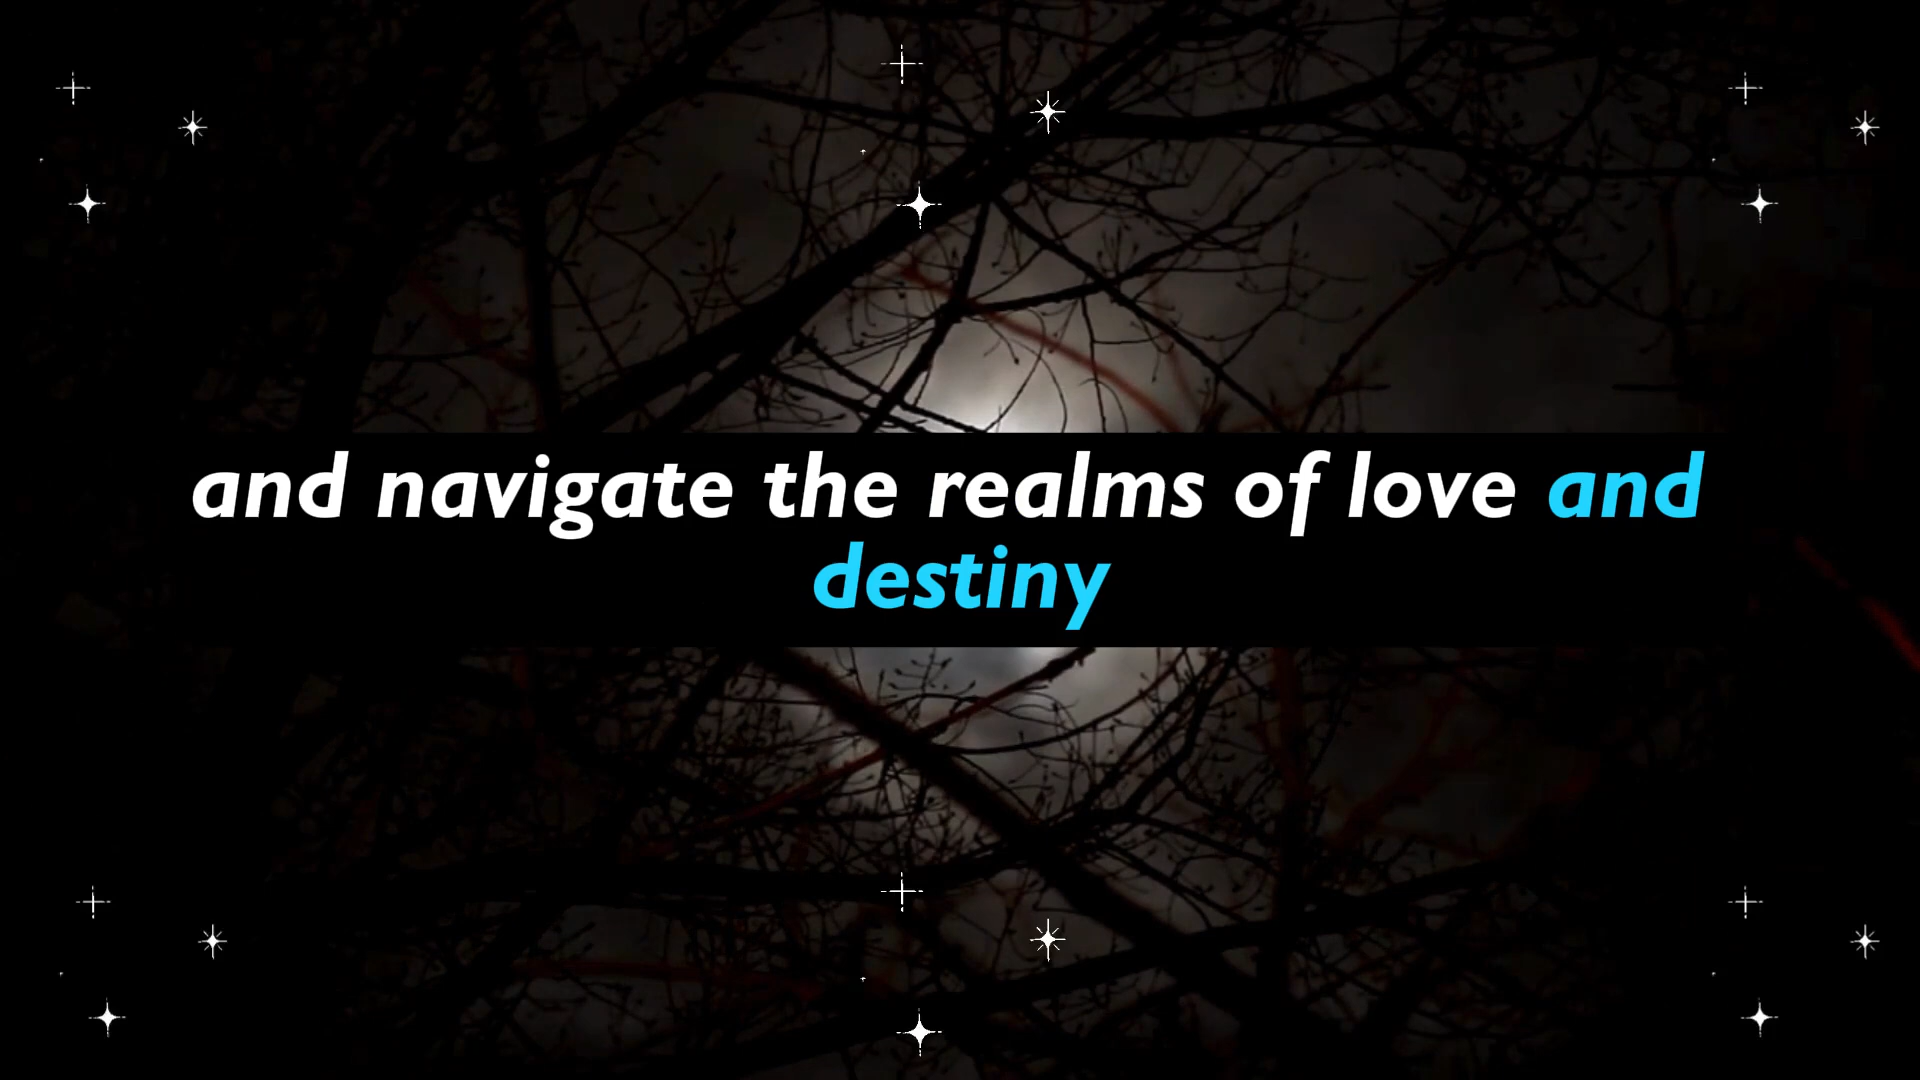 and navigate the realms of love and
destiny